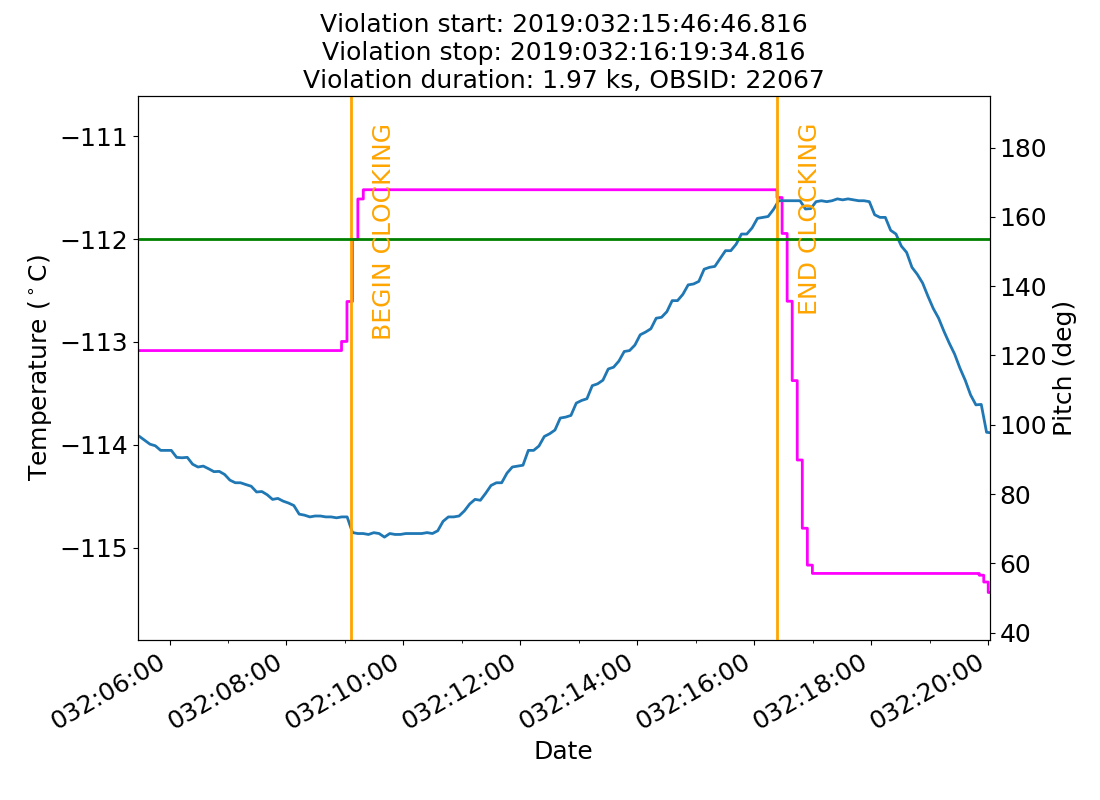 Violation start: 2019:032:15:46:46.816
Violation stop: 2019:032:16:19:34.816
Violation duration: 1.97 ks, OBSID: 22067
−111
−112
−113
−114
−115
Temperature (°C)
BEGIN CLOCKING
END CLOCKING
180
160
140
120
100
80
60
40
Pitch (deg)
032:06:00
032:08:00
032:10:00
032:12:00
032:14:00
032:16:00
032:18:00
032:20:00
Date